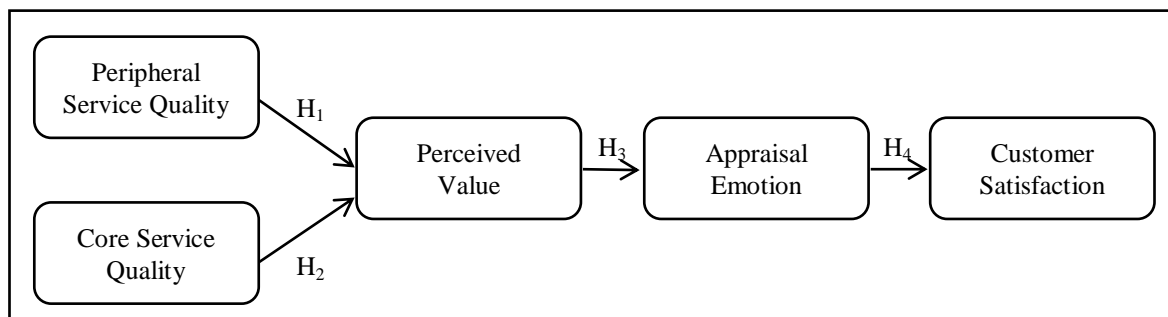 Peripheral
Service Quality
H₁
Core Service
Quality
H₂
Perceived
Value
H₃
Appraisal
Emotion
H₄
Customer
Satisfaction